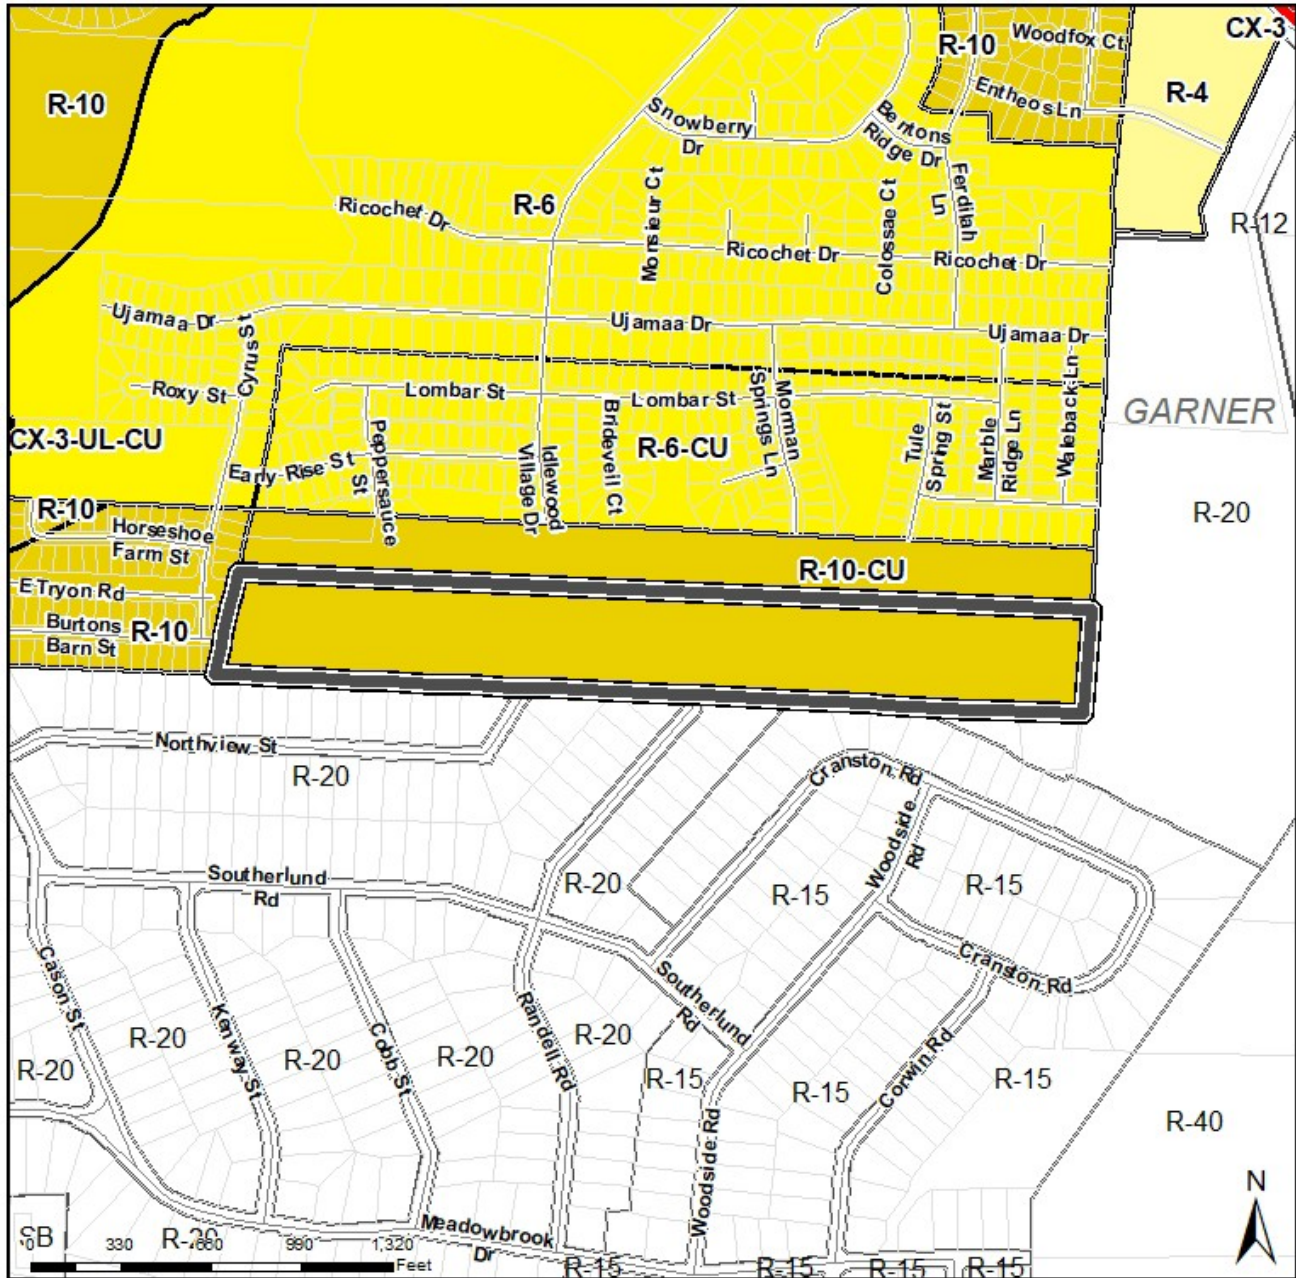 CX-3
Woodfox Ct
R-10
R-10
R-4
Entheos Ln
Snowberry
Dr
Bentons
Ridge Dr
R-12
R-6
Ricochet Dr
Monsieur Ct
Colossae Ct
Ferdilah
Ln
Ricochet Dr
Ricochet Dr
Ujamaa Dr
Ujamaa Dr
Ujamaa Dr
Cynus St
Roxy St
Lombar St
Lombar St
Springs Ln
Morman
Waleback Ln
GARNER
CX-3-UL-CU
Brideveil Ct
R-6-CU
Tule
Spring St
Marble
Ridge Ln
Early Rise St
Peppersauce
St
Idlewood
Village Dr
R-10
R-20
Horseshoe
Farm St
R-10-CU
E Tryon Rd
Burtons
Barn St
R-10
Northview St
R-20
Cranston Rd
Woodside
Rd
Southerlund
Rd
R-20
R-15
R-15
Cranston Rd
Cason St
Kenway St
Cobb St
Randell Rd
Southerlund
Rd
R-20
R-20
R-20
R-20
R-20
R-15
R-15
Corwin Rd
R-15
R-40
Woodside Rd
N
Meadowbrook
Dr
SB
R-20
0 330 660 990 1,320
Feet
R-15
R-15
R-15
R-15